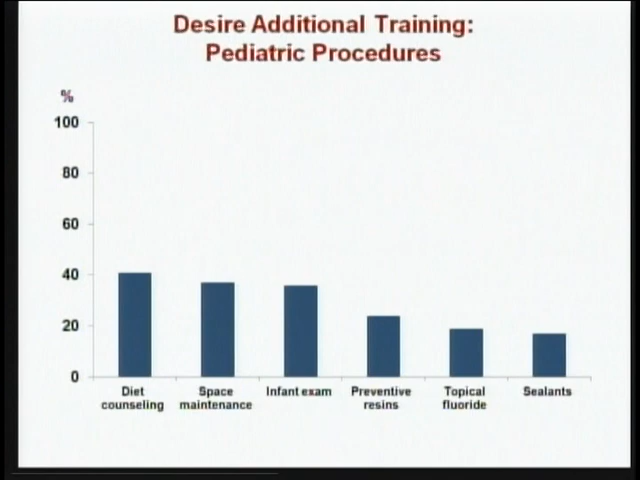 Desire Additional Training:
Pediatric Procedures
%
100
80
60
40
20
0
Diet counseling
Space maintenance
Infant exam
Preventive resins
Topical fluoride
Sealants